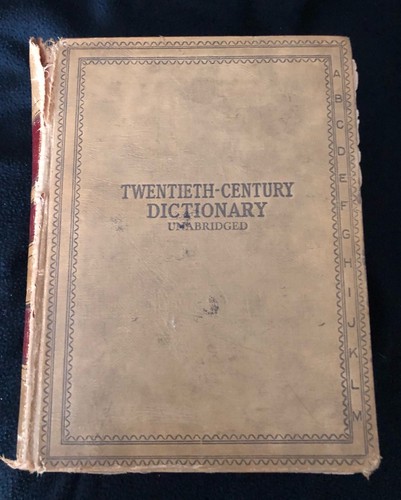 TWENTIETH-CENTURY
DICTIONARY
UNABRIDGED
A
B
C
D
E
F
G
H
I
J
K
L
M